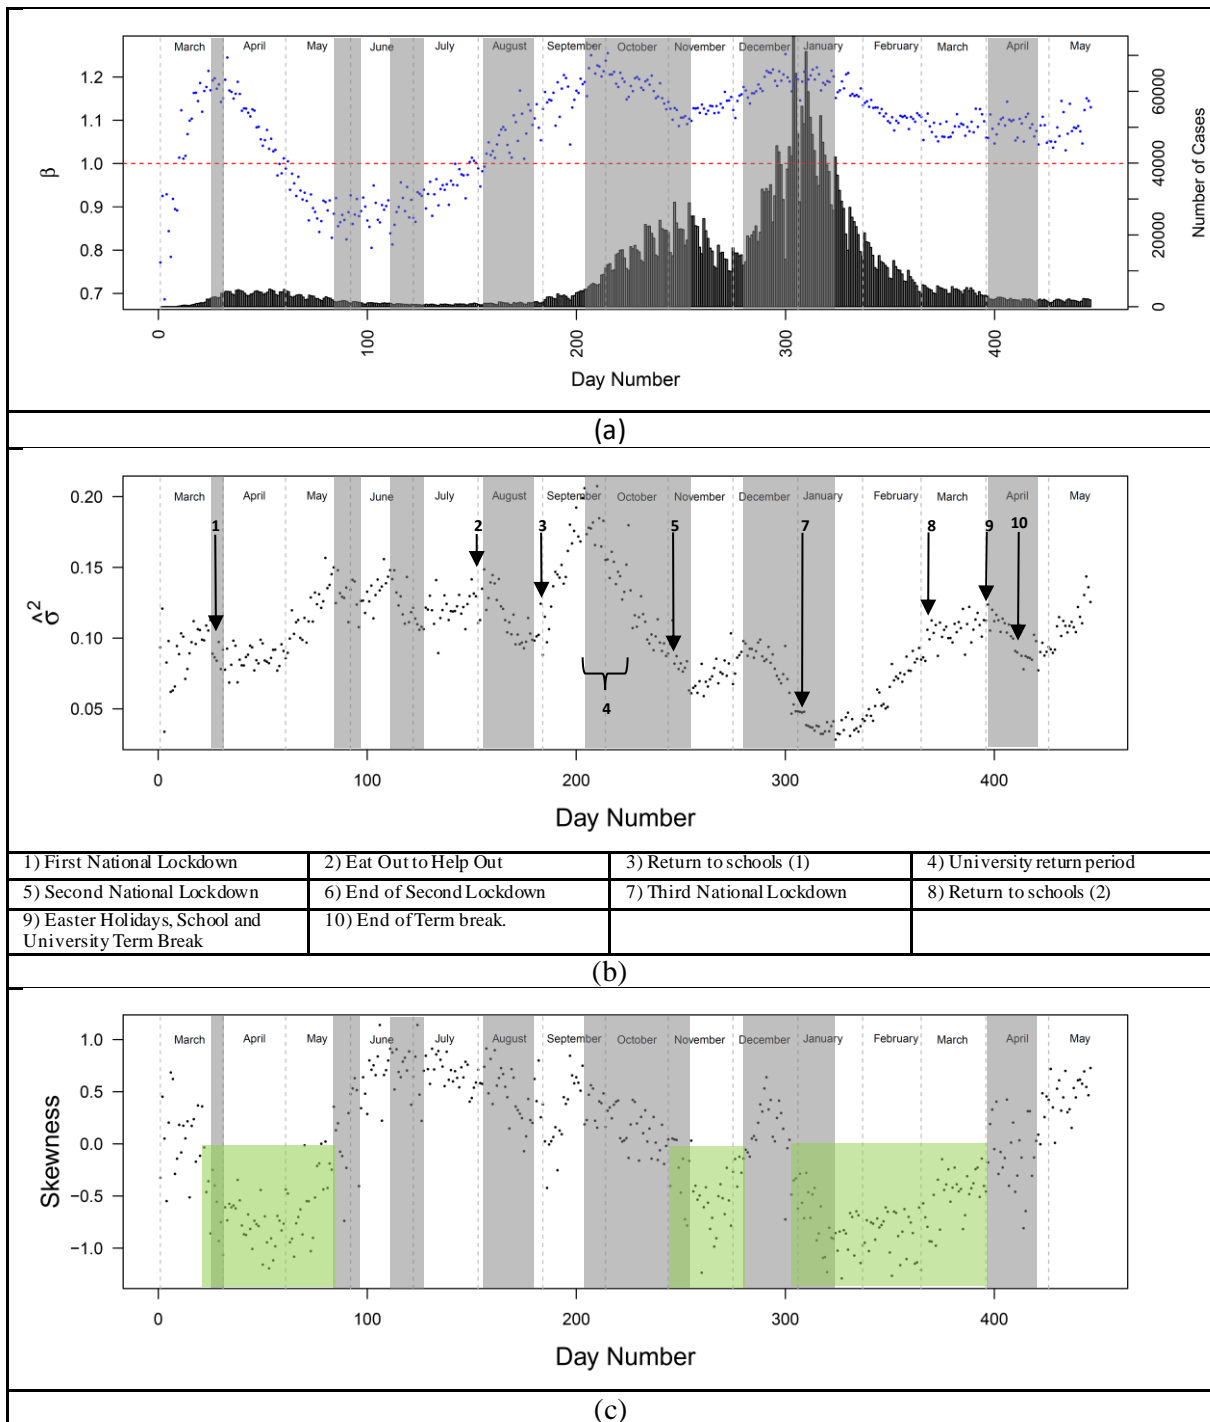 March April May June July August September October November December January February March April May
1.2
1.1
1.0
0.9
0.8
0.7
β
60000
40000
20000
0
Number of Cases
0 100 200 300 400
Day Number
(a)
March April May June July August September October November December January February March April May
0.20
0.15
0.10
0.05
σ̂²
1 2 3 5 7 8 9 10
4
0 100 200 300 400
Day Number
1) First National Lockdown 2) Eat Out to Help Out 3) Return to schools (1) 4) University return period
5) Second National Lockdown 6) End of Second Lockdown 7) Third National Lockdown 8) Return to schools (2)
9) Easter Holidays, School and 10) End of Term break.
University Term Break
(b)
March April May June July August September October November December January February March April May
1.0
0.5
0.0
−0.5
−1.0
Skewness
0 100 200 300 400
Day Number
(c)